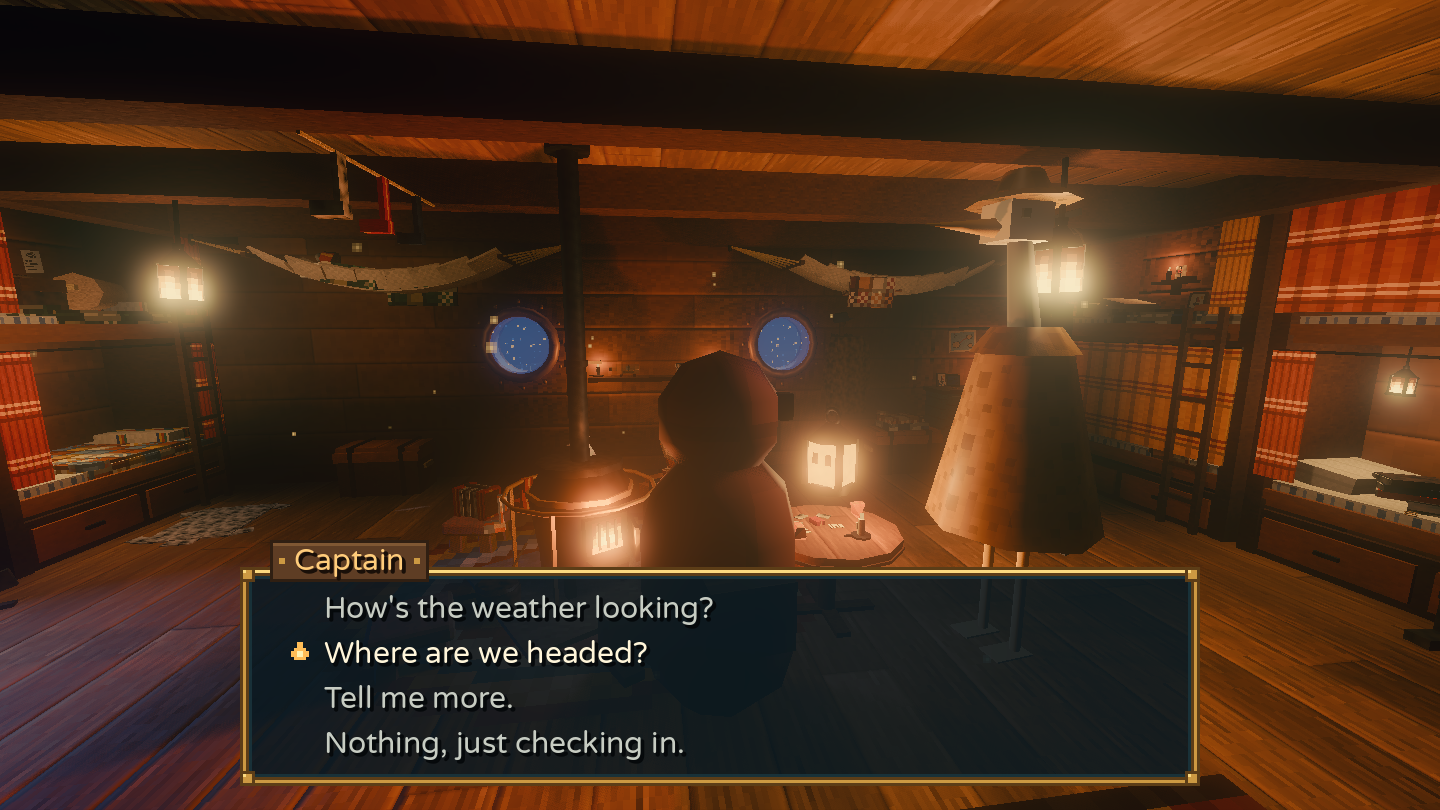 Captain
How's the weather looking?
Where are we headed?
Tell me more.
Nothing, just checking in.